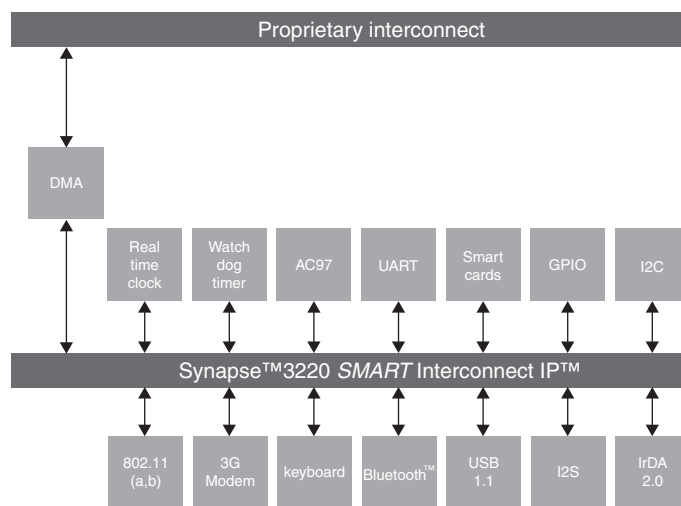 Proprietary interconnect
DMA
Real
time
clock
Watch
dog
timer
AC97
UART
Smart
cards
GPIO
I2C
Synapse™3220 SMART Interconnect IP™
802.11
(a,b)
3G
Modem
keyboard
Bluetooth™
USB
1.1
I2S
IrDA
2.0